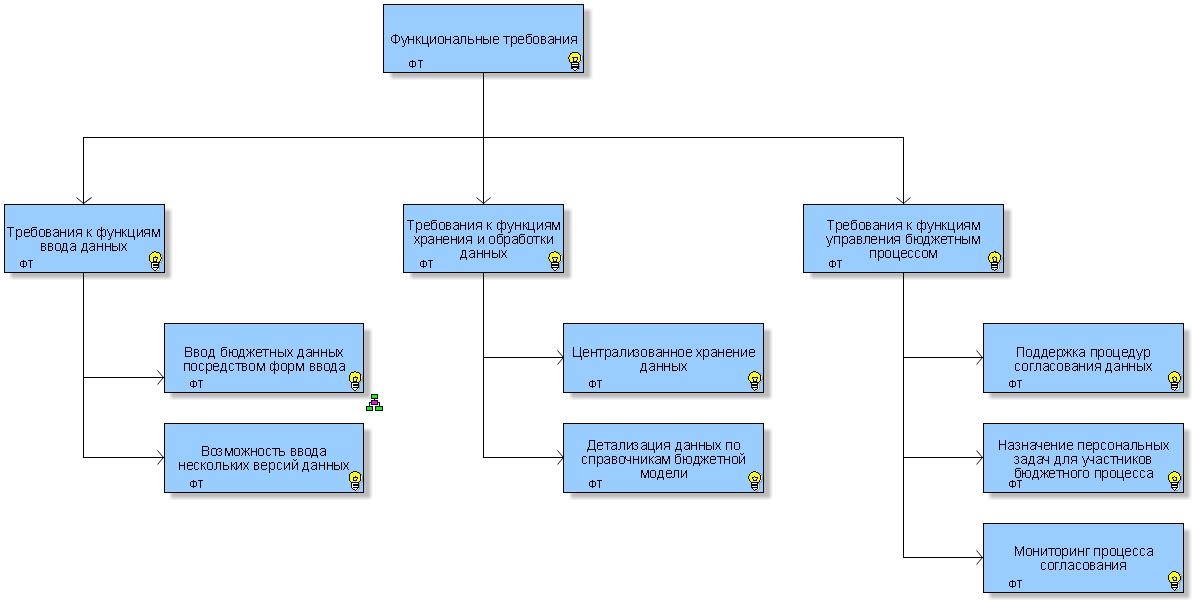 Функциональные требования
ФТ
Требования к функциям
ввода данных
ФТ
Требования к функциям
хранения и обработки
данных
ФТ
Требования к функциям
управления бюджетным
процессом
ФТ
Ввод бюджетных данных
посредством форм ввода
ФТ
Возможность ввода
нескольких версий данных
ФТ
Централизованное хранение
данных
ФТ
Детализация данных по
справочникам бюджетной
модели
ФТ
Поддержка процедур
согласования данных
ФТ
Назначение персональных
задач для участников
бюджетного процесса
ФТ
Мониторинг процесса
согласования
ФТ